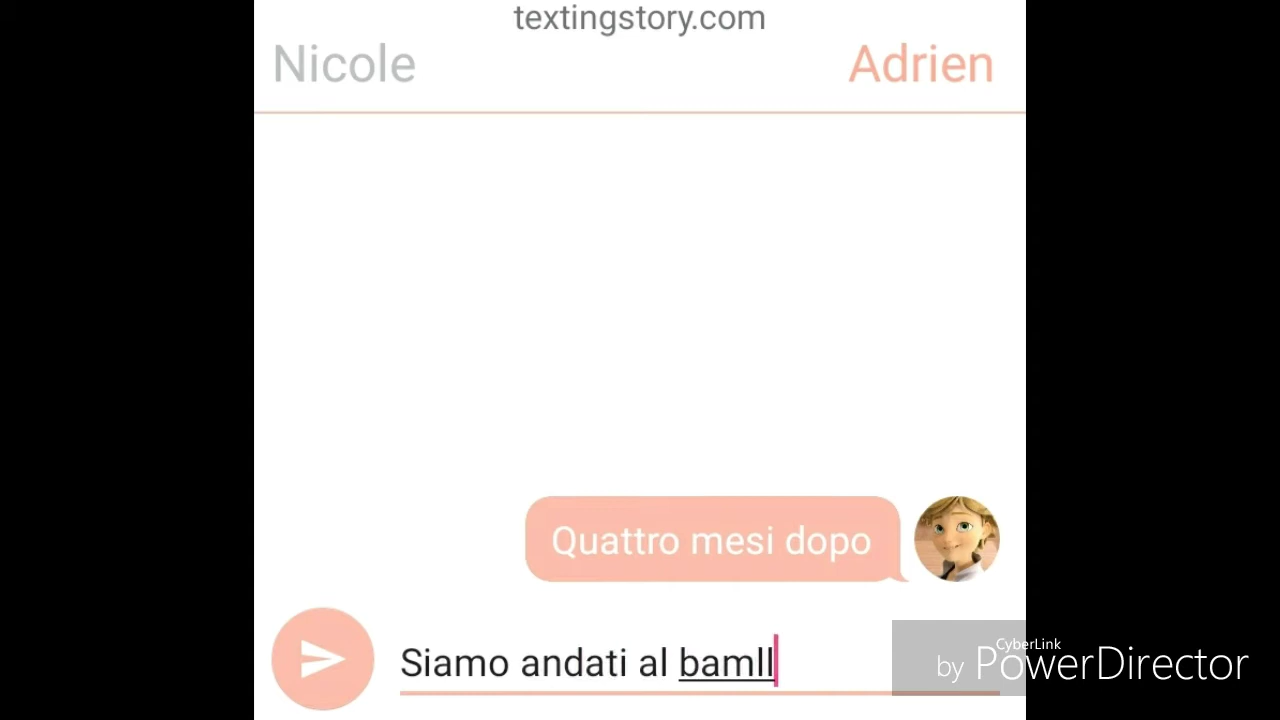 textingstory.com
Nicole
Adrien
Quattro mesi dopo
Siamo andati al bamll
CyberLink
by PowerDirector